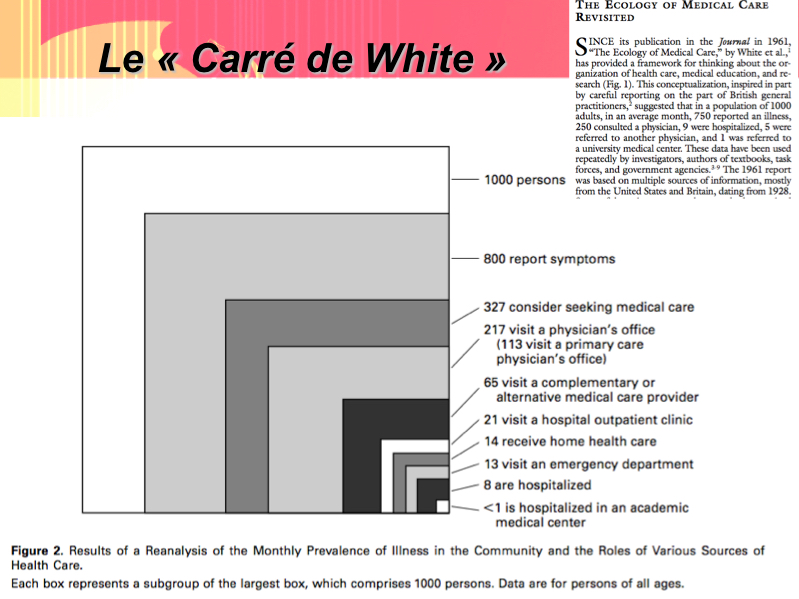 Le « Carré de White »
THE ECOLOGY OF MEDICAL CARE
REVISITED
SINCE its publication in the Journal in 1961,
“The Ecology of Medical Care,” by White et al.,1
has provided a framework for thinking about the or-
ganization of health care, medical education, and re-
search (Fig. 1). This conceptualization, inspired in part
by careful reporting on the part of British general
practitioners,2 suggested that in a population of 1000
adults, in an average month, 750 reported an illness,
250 consulted a physician, 9 were hospitalized, 5 were
referred to another physician, and 1 was referred to
a university medical center. These data have been used
repeatedly by investigators, authors of textbooks, task
forces, and government agencies.3-9 The 1961 report
was based on multiple sources of information, mostly
from the United States and Britain, dating from 1928.
1000 persons
800 report symptoms
327 consider seeking medical care
217 visit a physician’s office
(113 visit a primary care
physician’s office)
65 visit a complementary or
alternative medical care provider
21 visit a hospital outpatient clinic
14 receive home health care
13 visit an emergency department
8 are hospitalized
<1 is hospitalized in an academic
medical center
Figure 2. Results of a Reanalysis of the Monthly Prevalence of Illness in the Community and the Roles of Various Sources of
Health Care.
Each box represents a subgroup of the largest box, which comprises 1000 persons. Data are for persons of all ages.